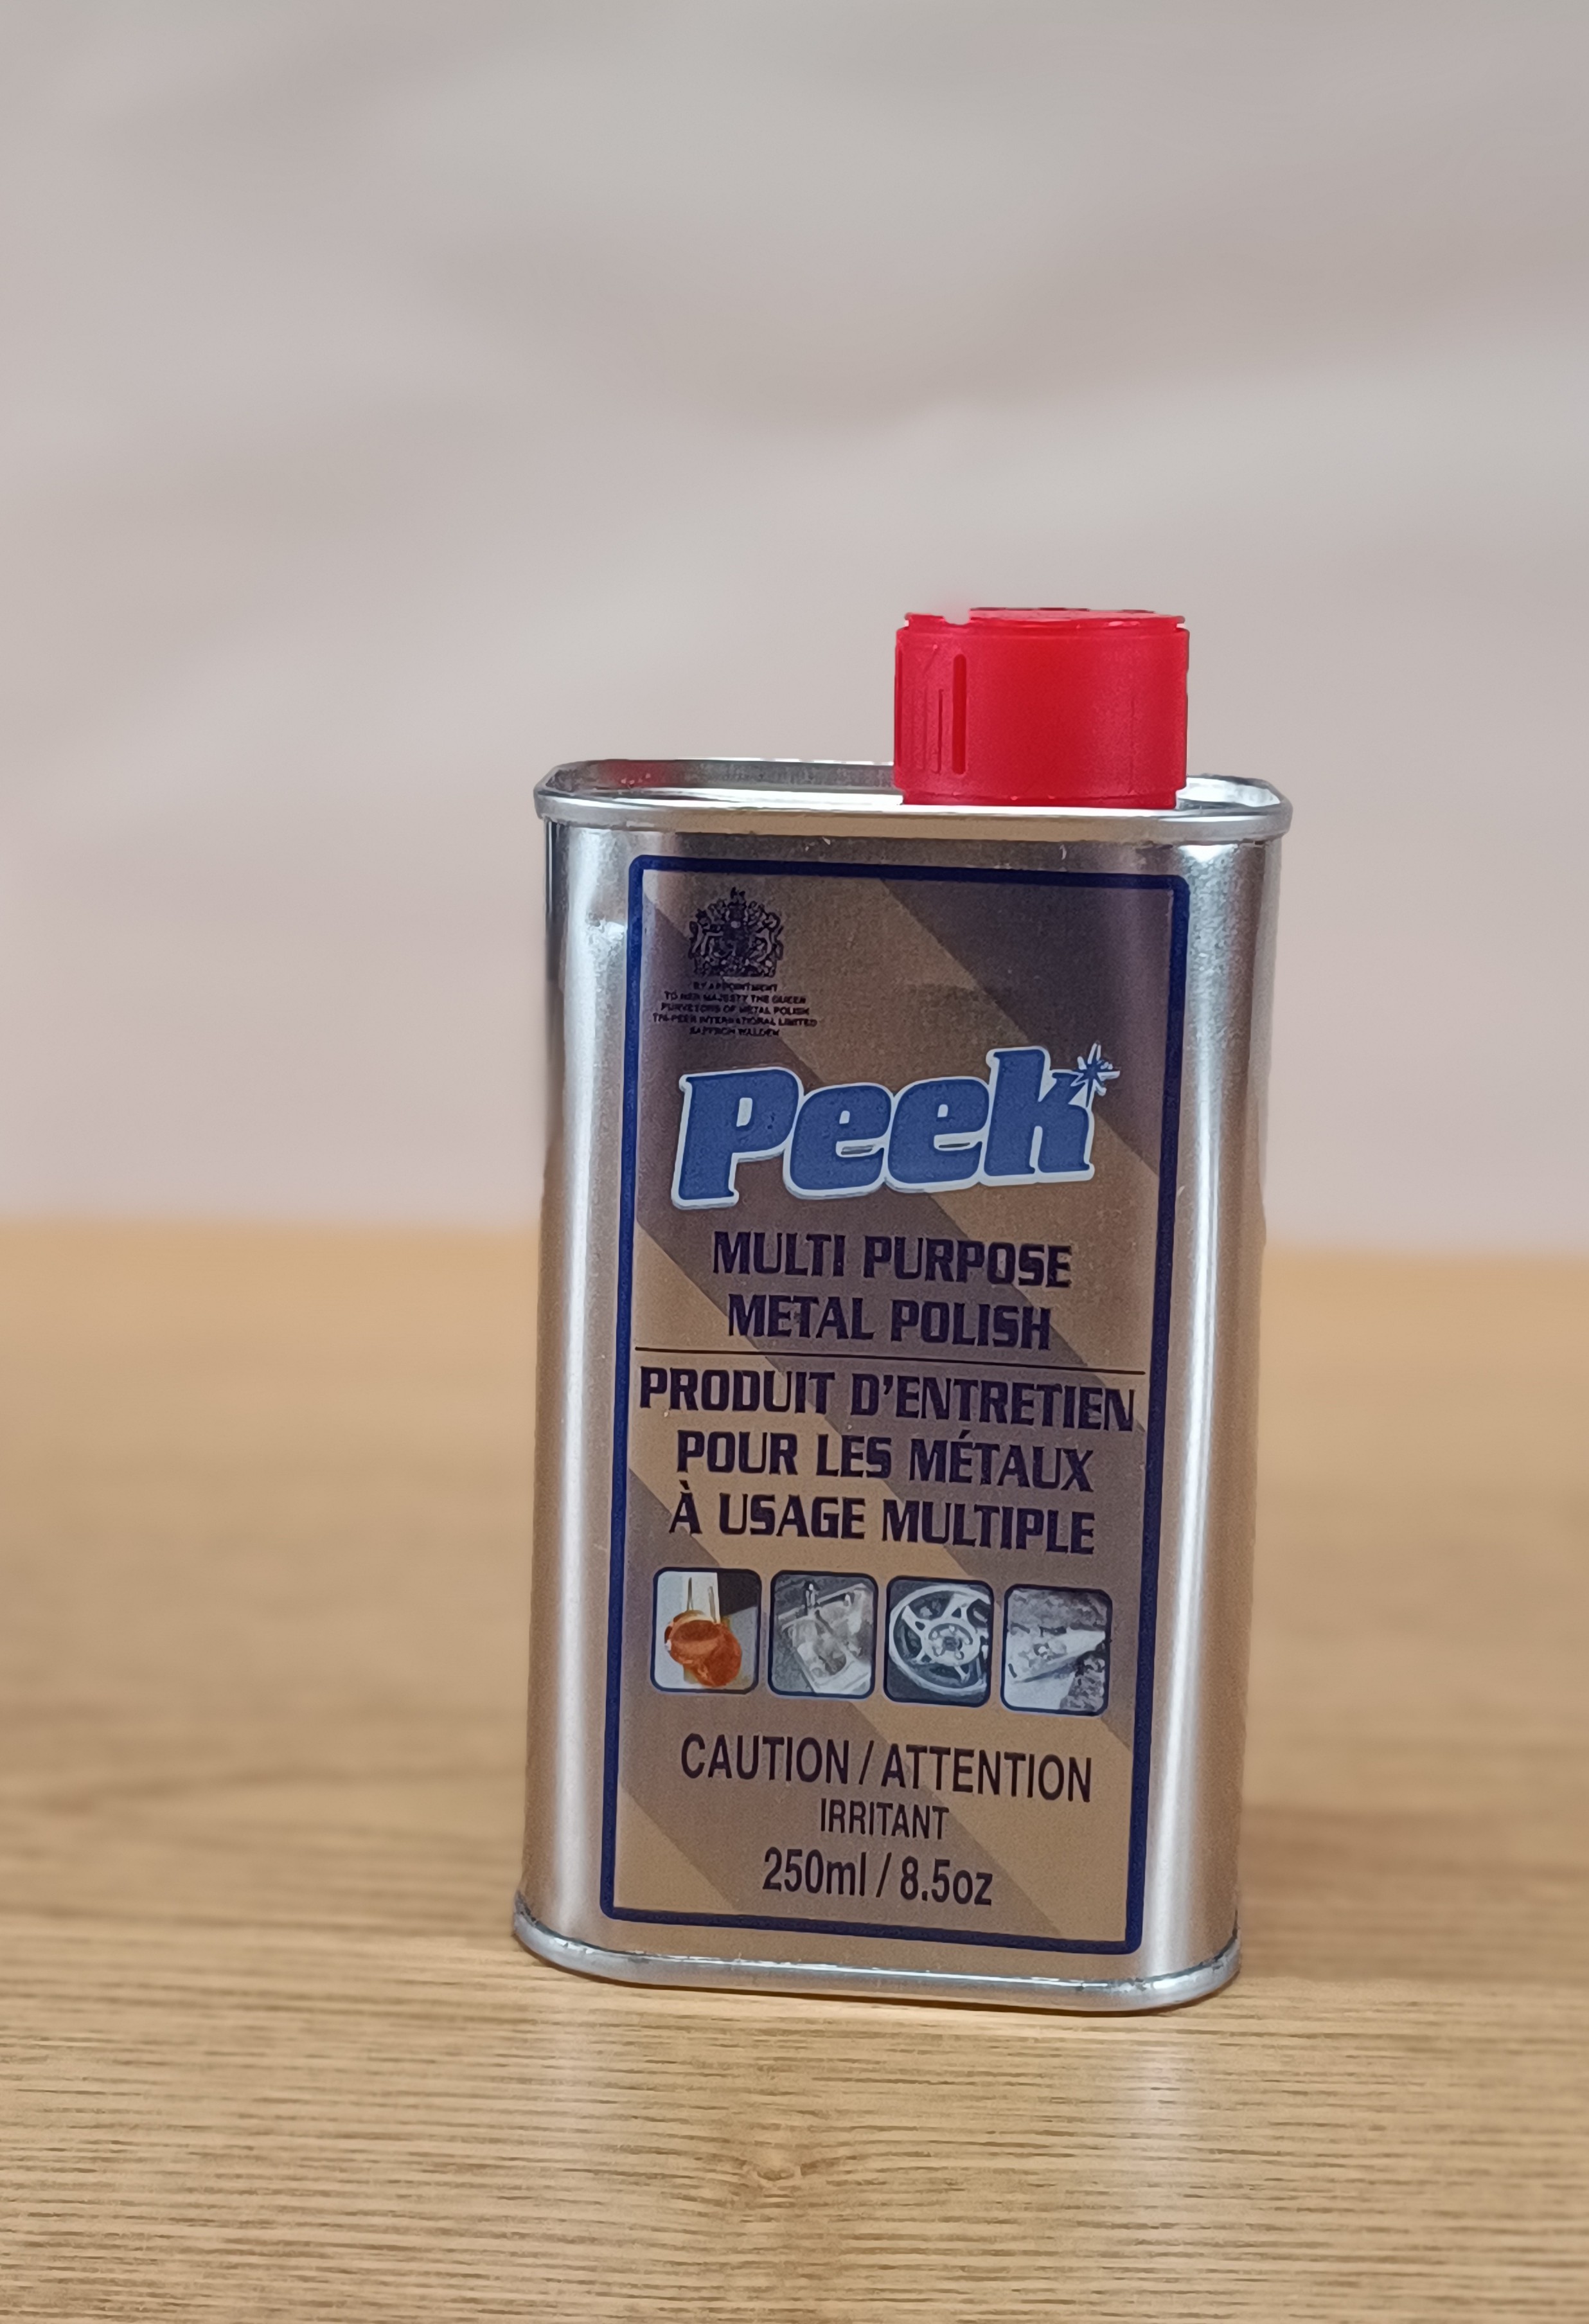 BY APPOINTMENT
TO HER MAJESTY THE QUEEN
PURVEYORS OF METAL POLISH
TRI-PEEK INTERNATIONAL LIMITED
SAFFRON WALDEN
Peek
MULTI PURPOSE
METAL POLISH
PRODUIT D'ENTRETIEN
POUR LES MÉTAUX
À USAGE MULTIPLE
CAUTION / ATTENTION
IRRITANT
250ml / 8.5oz